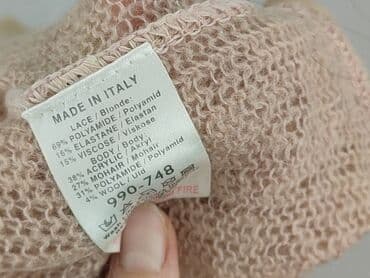 MADE IN ITALY
LACE / Blonde:
69% POLYAMIDE / Polyamid
16% ELASTANE / Elastan
15% VISCOSE / Viskose
BODY / Body
38% ACRYLIC / Acryl
27% MOHAIR / Mohair
31% POLYAMIDE / Polyamid
4% WOOL / Uld
990-748